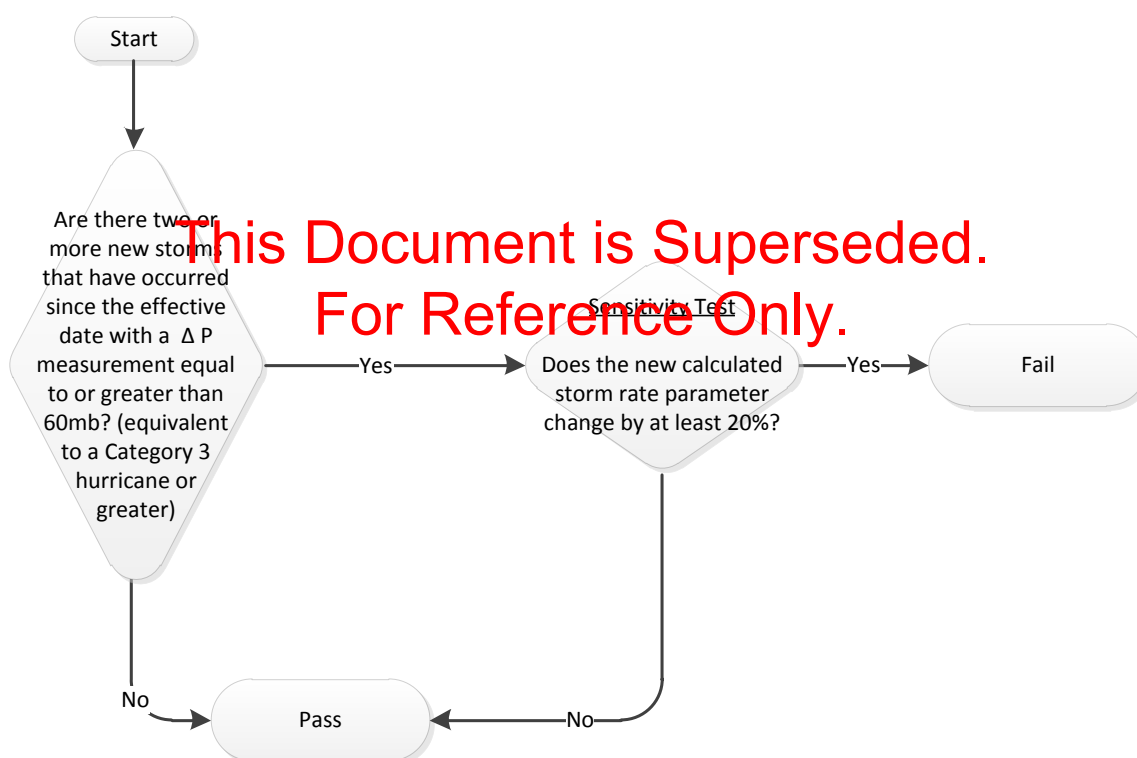 Start
Are there two or
more new storms
that have occurred
since the effective
date with a Δ P
measurement equal
to or greater than
60mb? (equivalent
to a Category 3
hurricane or
greater)
This Document is Superseded.
For Reference Only.
Yes
Sensitivity Test
Does the new calculated
storm rate parameter
change by at least 20%?
Yes
Fail
No
Pass
No